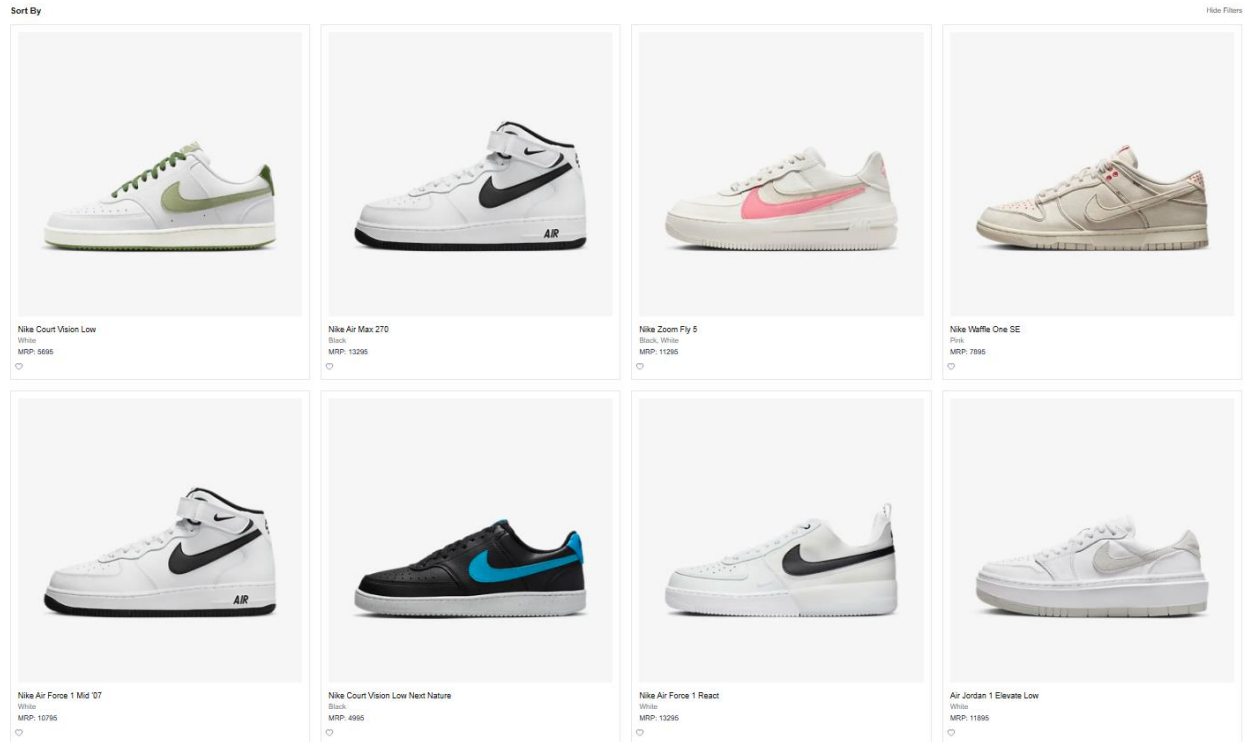 Sort By
Hide Filters
AIR
Nike Court Vision Low
White
MRP: 5695
Nike Air Max 270
Black
MRP: 13295
Nike Zoom Fly 5
Black, White
MRP: 11295
Nike Waffle One SE
Pink
MRP: 7895
AIR
Nike Air Force 1 Mid '07
White
MRP: 10795
Nike Court Vision Low Next Nature
Black
MRP: 4995
Nike Air Force 1 React
White
MRP: 13295
Air Jordan 1 Elevate Low
White
MRP: 11895